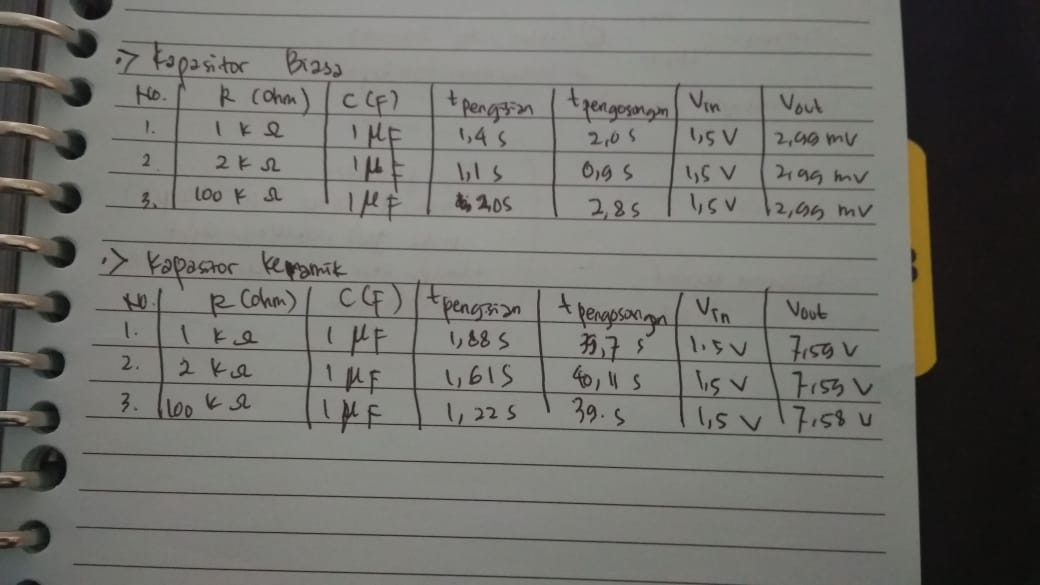 :> Kapasitor Biasa
No. R (Ohm) C (F) t pengisian t pengosongan Vin Vout
1. 1 K Ω 1 μF 1,4 s 2,0 s 1,5 V 2,99 mV
2. 2 K Ω 1 μF 1,1 s 0,9 s 1,5 V 2,99 mV
3. 100 K Ω 1 μF 2,0s 2,8 s 1,5 V 2,99 mV
:> Kapasitor Keramik
No. R (ohm) C (F) t pengisian t pengosongan Vin Vout
1. 1 K Ω 1 μF 1,88 s 39,7 s 1.5 V 7,59 V
2. 2 K Ω 1 μF 1,61 S 40,11 s 1,5 V 7,59 V
3. 100 K Ω 1 μF 1,22 s 39. s 1,5 V 7,58 V